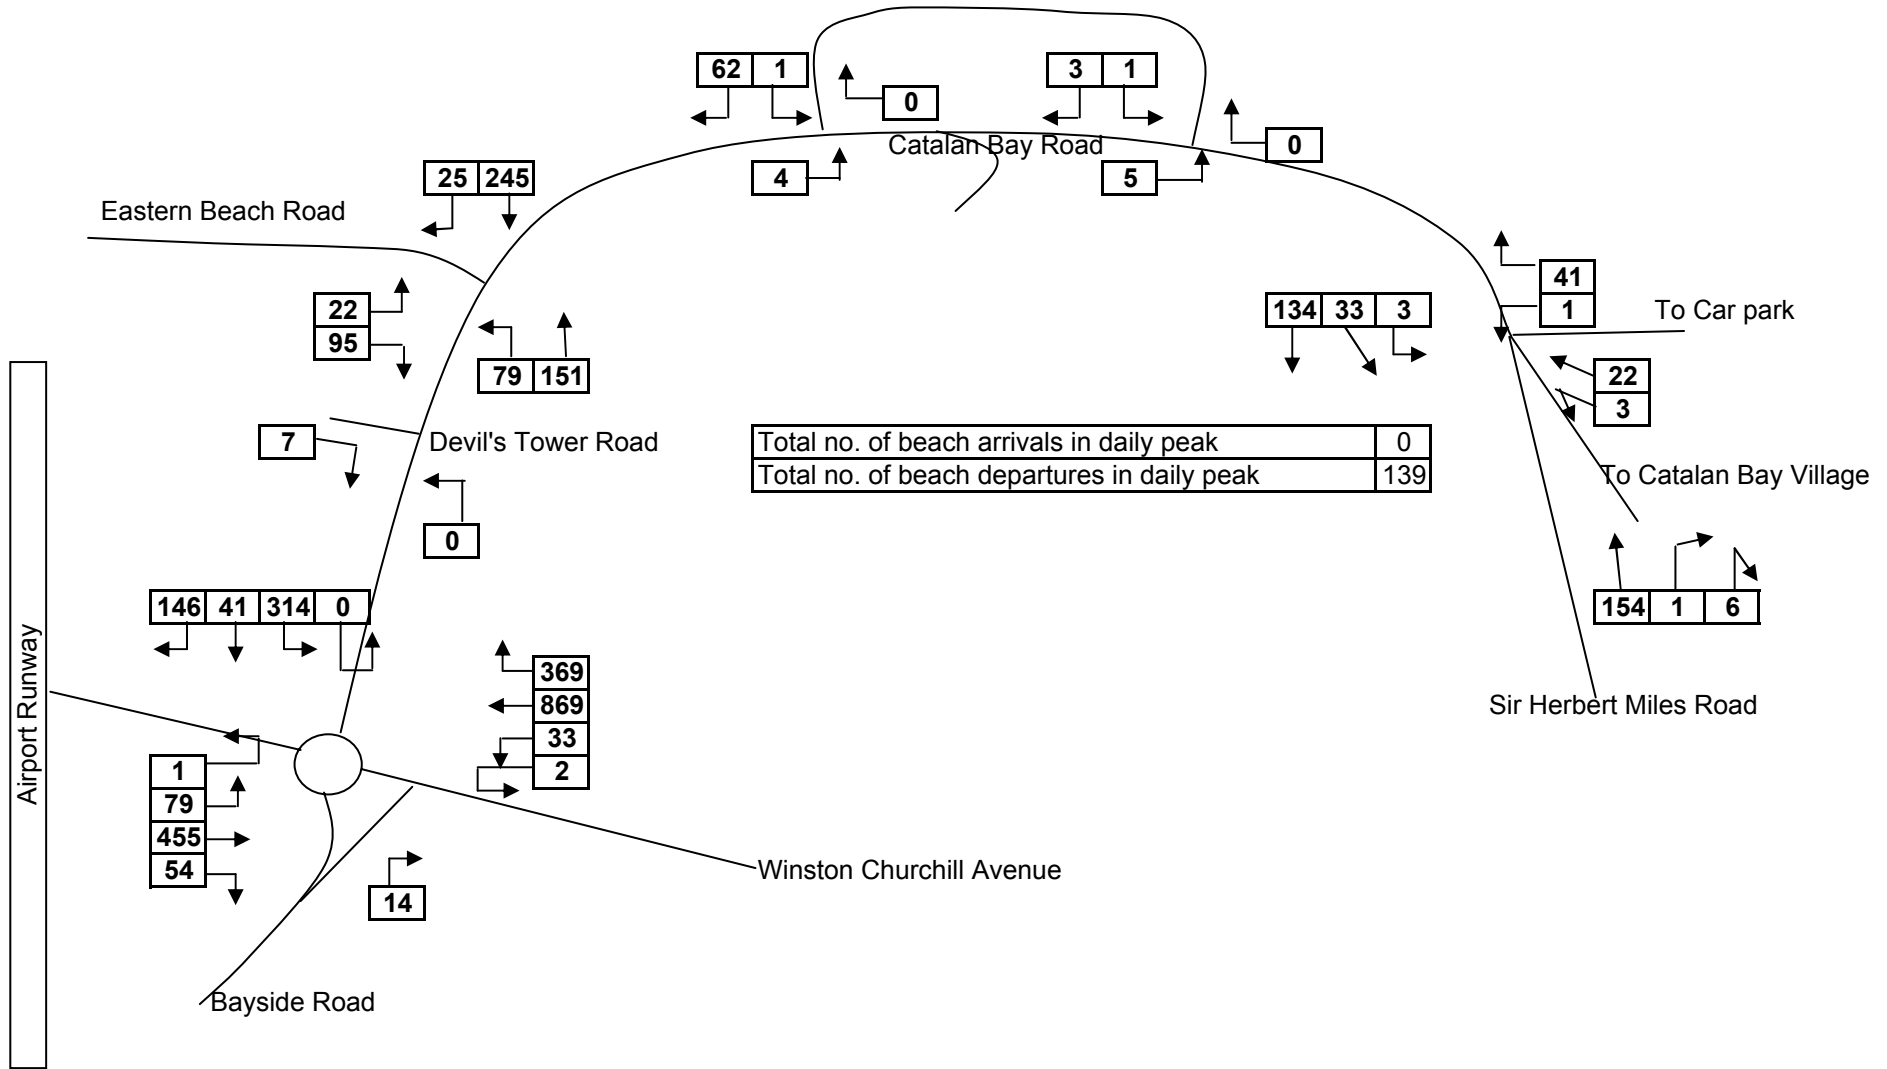 62 1
3 1
0
0
Catalan Bay Road
4
5
25 245
Eastern Beach Road
41
1
To Car park
22
95
134 33 3
79 151
22
3
7
Devil's Tower Road
Total no. of beach arrivals in daily peak 0
Total no. of beach departures in daily peak 139
To Catalan Bay Village
0
146 41 314 0
154 1 6
Airport Runway
369
869
33
2
Sir Herbert Miles Road
1
79
455
54
Winston Churchill Avenue
14
Bayside Road